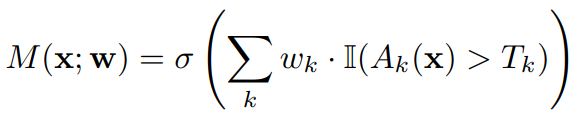 M(x; w) = σ ( ∑_k w_k · 𝕀(A_k(x) > T_k) )